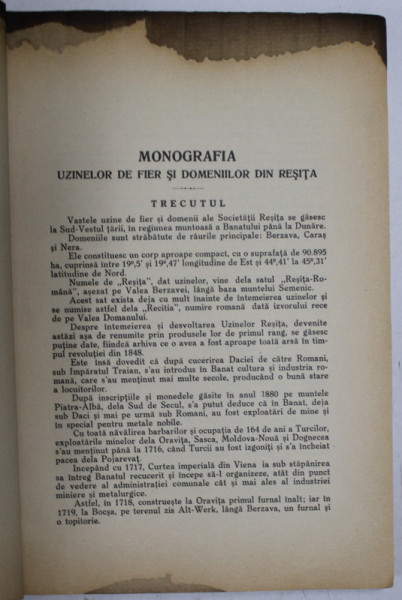 MONOGRAFIA
UZINELOR DE FIER ȘI DOMENIILOR DIN REȘIȚA
TRECUTUL
Vastele uzine de fier și domenii ale Societății Reșița se găsesc
la Sud-Vestul țării, în regiunea muntoasă a Banatului până la Dunăre.
Domeniile sunt străbătute de râurile principale: Berzava, Caraș
și Nera.
Ele constituesc un corp aproape compact, cu o suprafață de 90.895
ha, cuprinsă între 19º,5′ și 19º,47′ longitudine de Est și 44º,41′ la 45º,31′
latitudine de Nord.
Numele de „Reșița", dat uzinelor, vine dela satul „Reșița-Ro-
mână", așezat pe Valea Berzavei, lângă baza muntelui Semenic.
Acest sat exista deja cu mult înainte de întemeierea uzinelor și
se numise astfel dela „Recitia", numire romană dată izvorului rece
de pe Valea Domanului.
Despre întemeierea și desvoltarea Uzinelor Reșița, devenite
astăzi așa de renumite prin produsele lor de primul rang, se găsesc
puține date, fiindcă arhiva ce o avea a fost aproape toată arsă în tim-
pul revoluției din 1848.
Este însă dovedit că după cucerirea Daciei de către Romani,
sub Împăratul Traian, s'au introdus în Banat cultura și industria ro-
mană, care s'au menținut mai multe secole, producând o bună stare
a locuitorilor.
După inscripțiile și monedele găsite în anul 1880 pe muntele
Piatra-Albă, dela Sud de Secul, s'a putut deduce că în Banat, deja
sub Daci și mai pe urmă sub Romani, au fost exploatări de mine și
în special pentru metale nobile.
Cu toată năvălirea barbarilor și ocupația de 164 de ani a Turcilor,
exploatările minelor dela Oravița, Sasca, Moldova-Nouă și Dognecea
s'au menținut până la 1716, când Turcii au fost izgoniți și s'a încheiat
pacea dela Pojarevaț.
Începând cu 1717, Curtea imperială din Viena ia sub stăpânirea
sa întreg Banatul recucerit și începe să-l organizeze, atât din punct
de vedere al administrației comunale cât și mai ales al industriei
miniere și metalurgice.
Astfel, în 1718, construește la Oravița primul furnal înalt; iar în
1719, la Bocșa, pe terenul zis Alt-Werk, lângă Berzava, un furnal și
o topitorie.